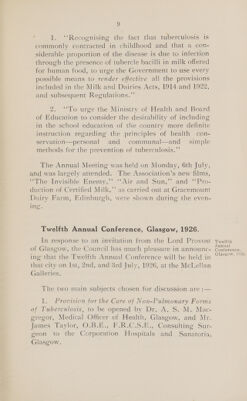 9
1. "Recognising the fact that tuberculosis is
commonly contracted in childhood and that a con-
siderable proportion of the disease is due to infection
through the presence of tubercle bacilli in milk offered
for human food, to urge the Government to use every
possible means to render effective all the provisions
included in the Milk and Dairies Acts, 1914 and 1922,
and subsequent Regulations."
2. "To urge the Ministry of Health and Board
of Education to consider the desirability of including
in the school education of the country more definite
instruction regarding the principles of health con-
servation—personal and communal—and simple
methods for the prevention of tuberculosis."
The Annual Meeting was held on Monday, 6th July,
and was largely attended. The Association's new films,
"The Invisible Enemy," "Air and Sun," and "Pro-
duction of Certified Milk," as carried out at Gracemount
Dairy Farm, Edinburgh, were shown during the even-
ing.
Twelfth Annual Conference, Glasgow, 1926.
In response to an invitation from the Lord Provost
of Glasgow, the Council has much pleasure in announc-
ing that the Twelfth Annual Conference will be held in
that city on 1st, 2nd, and 3rd July, 1926, at the McLellan
Galleries.
Twelfth
Annual
Conference,
Glasgow, 1926.
The two main subjects chosen for discussion are :—
1. Provision for the Care of Non-Pulmonary Forms
of Tuberculosis, to be opened by Dr. A. S. M. Mac-
gregor, Medical Officer of Health, Glasgow, and Mr.
James Taylor, O.B.E., F.R.C.S.E., Consulting Sur-
geon to the Corporation Hospitals and Sanatoria,
Glasgow.